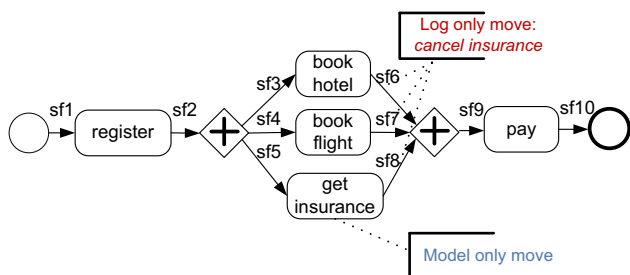 Log only move:
cancel insurance
book
hotel
sf3
sf6
sf1
register
sf2
sf4
book
flight
sf7
sf9
pay
sf10
sf5
sf8
get
insurance
Model only move